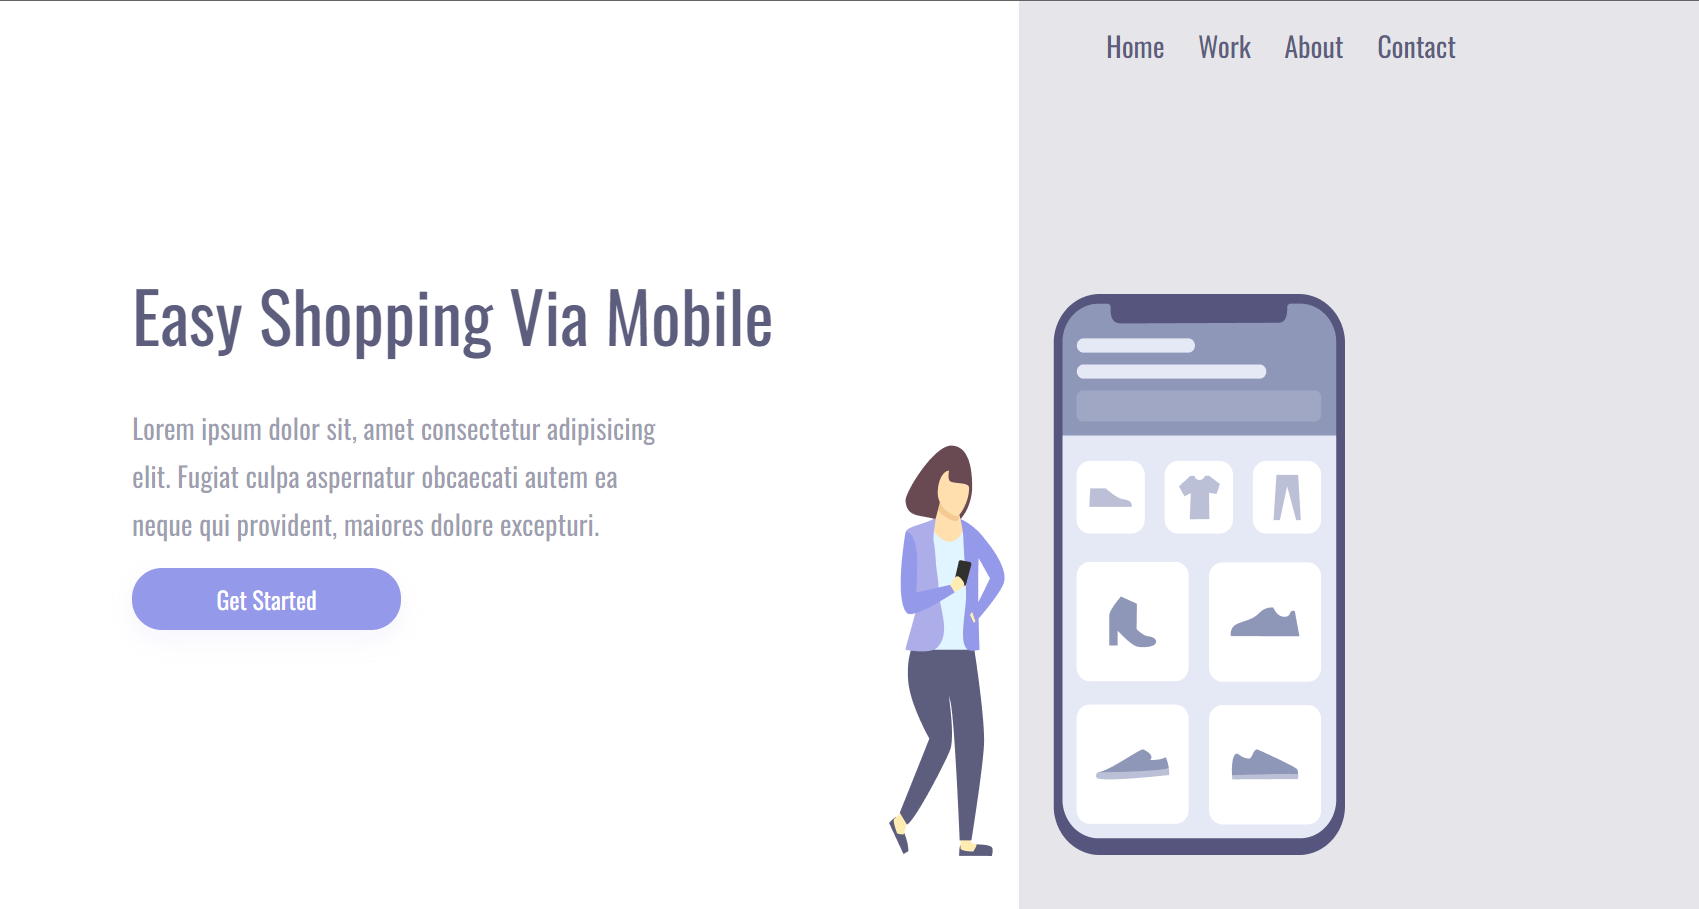 Home Work About Contact
Easy Shopping Via Mobile
Lorem ipsum dolor sit, amet consectetur adipisicing
elit. Fugiat culpa aspernatur obcaecati autem ea
neque qui provident, maiores dolore excepturi.
Get Started